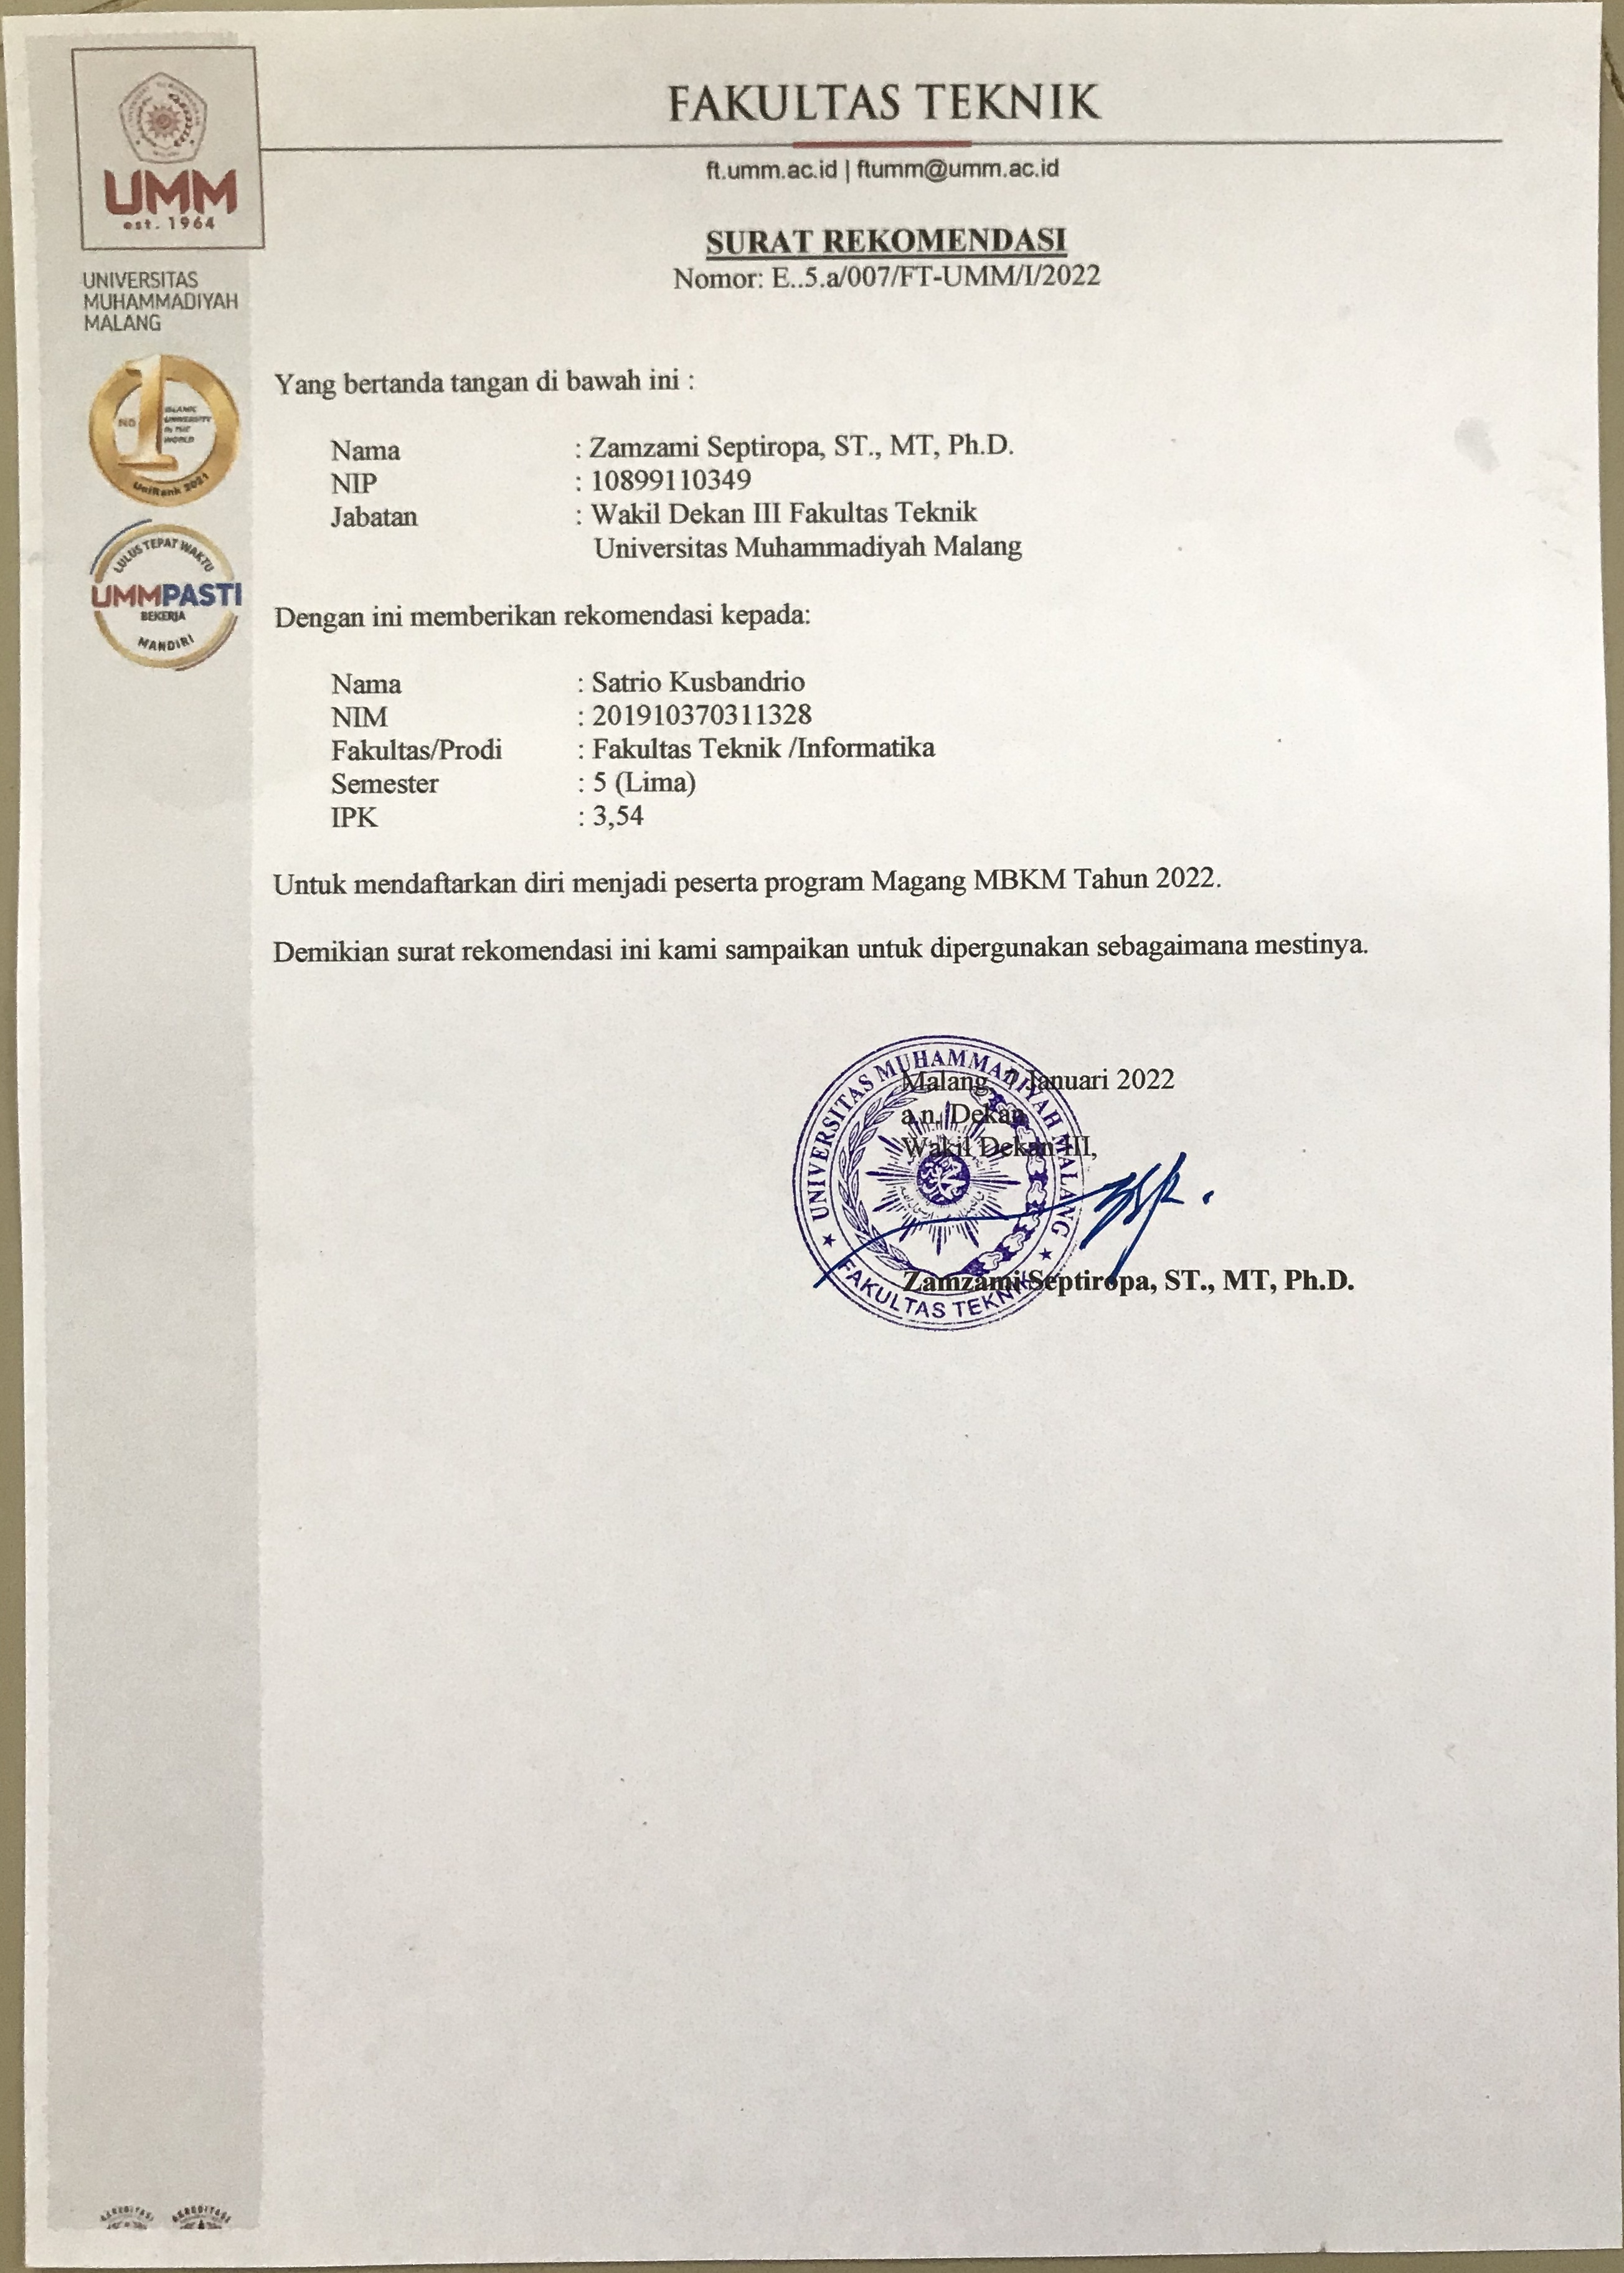 FAKULTAS TEKNIK
ft.umm.ac.id | ftumm@umm.ac.id
UMM
est. 1964
UNIVERSITAS
MUHAMMADIYAH
MALANG
NO 1
ISLAMIC
UNIVERSITY
IN THE
WORLD
UniRank 2021
LULUS TEPAT WAKTU
UMMPASTI
BEKERJA
MANDIRI
SURAT REKOMENDASI
Nomor: E..5.a/007/FT-UMM/I/2022
Yang bertanda tangan di bawah ini :
Nama : Zamzami Septiropa, ST., MT, Ph.D.
NIP : 10899110349
Jabatan : Wakil Dekan III Fakultas Teknik
Universitas Muhammadiyah Malang
Dengan ini memberikan rekomendasi kepada:
Nama : Satrio Kusbandrio
NIM : 201910370311328
Fakultas/Prodi : Fakultas Teknik /Informatika
Semester : 5 (Lima)
IPK : 3,54
Untuk mendaftarkan diri menjadi peserta program Magang MBKM Tahun 2022.
Demikian surat rekomendasi ini kami sampaikan untuk dipergunakan sebagaimana mestinya.
Malang, Januari 2022
a.n. Dekan
Wakil Dekan III,
UNIVERSITAS MUHAMMADIYAH MALANG
FAKULTAS TEKNIK
Zamzami Septiropa, ST., MT, Ph.D.
AKREDITASI AKREDITASI